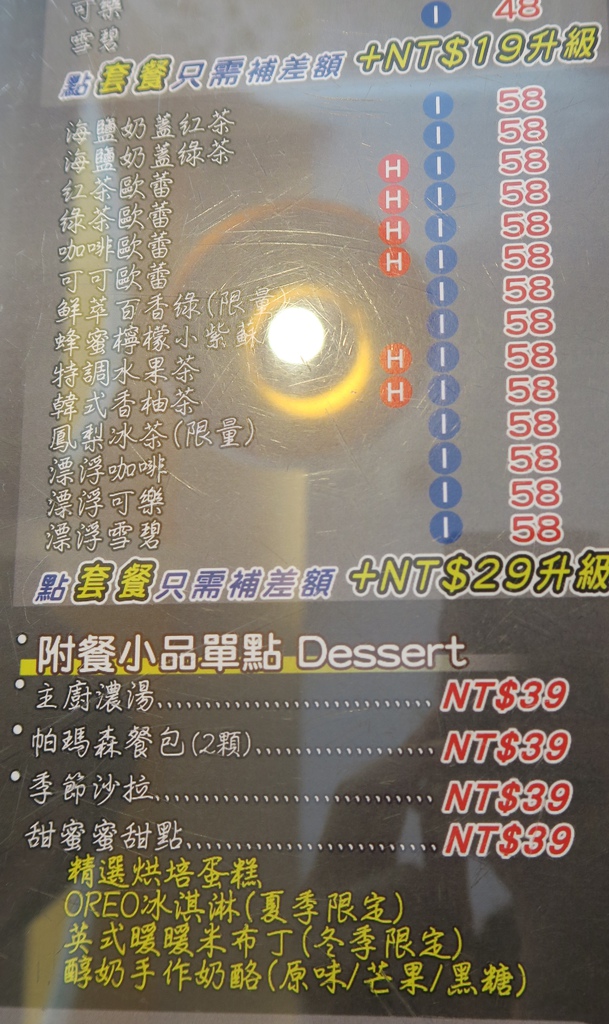 可樂 I 48
雪碧
點套餐只需補差額 +NT$19升級
海鹽奶蓋紅茶 I 58
海鹽奶蓋綠茶 I 58
紅茶歐蕾 H I 58
綠茶歐蕾 H I 58
咖啡歐蕾 H I 58
可可歐蕾 H I 58
鮮萃百香綠(限量) I 58
蜂蜜檸檬小紫蘇 I 58
特調水果茶 H I 58
韓式香柚茶 H I 58
鳳梨冰茶(限量) I 58
漂浮咖啡 I 58
漂浮可樂 I 58
漂浮雪碧 I 58
點套餐只需補差額 +NT$29升級
附餐小品單點 Dessert
主廚濃湯 NT$39
帕瑪森餐包(2顆) NT$39
季節沙拉 NT$39
甜蜜蜜甜點 NT$39
精選烘培蛋糕
OREO冰淇淋(夏季限定)
英式暖暖米布丁(冬季限定)
醇奶手作奶酪(原味/芒果/黑糖)